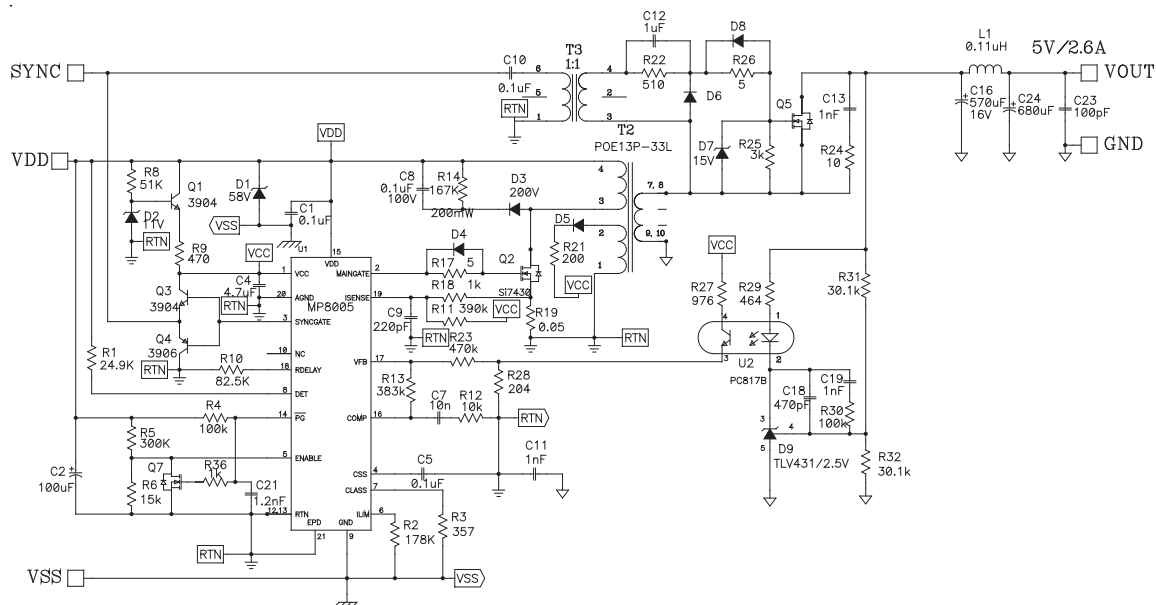 C12
1uF
D8
L1
0.11uH
5V/2.6A
T3
1:1
C10
SYNC
0.1uF
6
4
R22
510
R26
5
VOUT
5
2
D6
Q5
C13
1nF
C16
570uF
16V
C24
680uF
C23
100pF
RTN
1
3
T2
POE13P-33L
D7
15V
R25
3k
R24
10
GND
VDD
VDD
R8
51K
Q1
3904
D1
58V
C8
0.1uF
100V
R14
167K
200mW
D3
200V
4
3
7, 8
D2
11V
RTN
VSS
C1
0.1uF
D5
2
9, 10
R9
470
VCC
U1
15
VDD
D4
R17
5
Q2
R21
200
1
VCC
1
VCC
MAINGATE
2
VCC
C4
4.7uF
Si7430
R31
30.1k
Q3
3904
RTN
20
AGND
MP8005
ISENSE
19
R18
1k
R11
390k
VCC
R19
0.05
R27
976
R29
464
C9
220pF
3
SYNCGATE
RTN
RTN
4
1
Q4
3906
R23
470k
R1
24.9K
10
NC
VFB
17
3
2
U2
PC817B
RTN
R10
82.5K
18
RDELAY
R13
383k
R28
204
C18
470pF
C19
1nF
8
DET
C7
10n
R12
10k
R30
100k
R4
100k
14
PG
COMP
16
RTN
3
4
5
D9
TLV431/2.5V
R5
300K
C11
1nF
R32
30.1k
Q7
R36
1k
5
ENABLE
CSS
4
C5
0.1uF
C2
100uF
R6
15k
C21
1.2nF
CLASS
7
12,13
RTN
ILIM
6
R2
178K
R3
357
EPD
GND
RTN
21
9
VSS
VSS